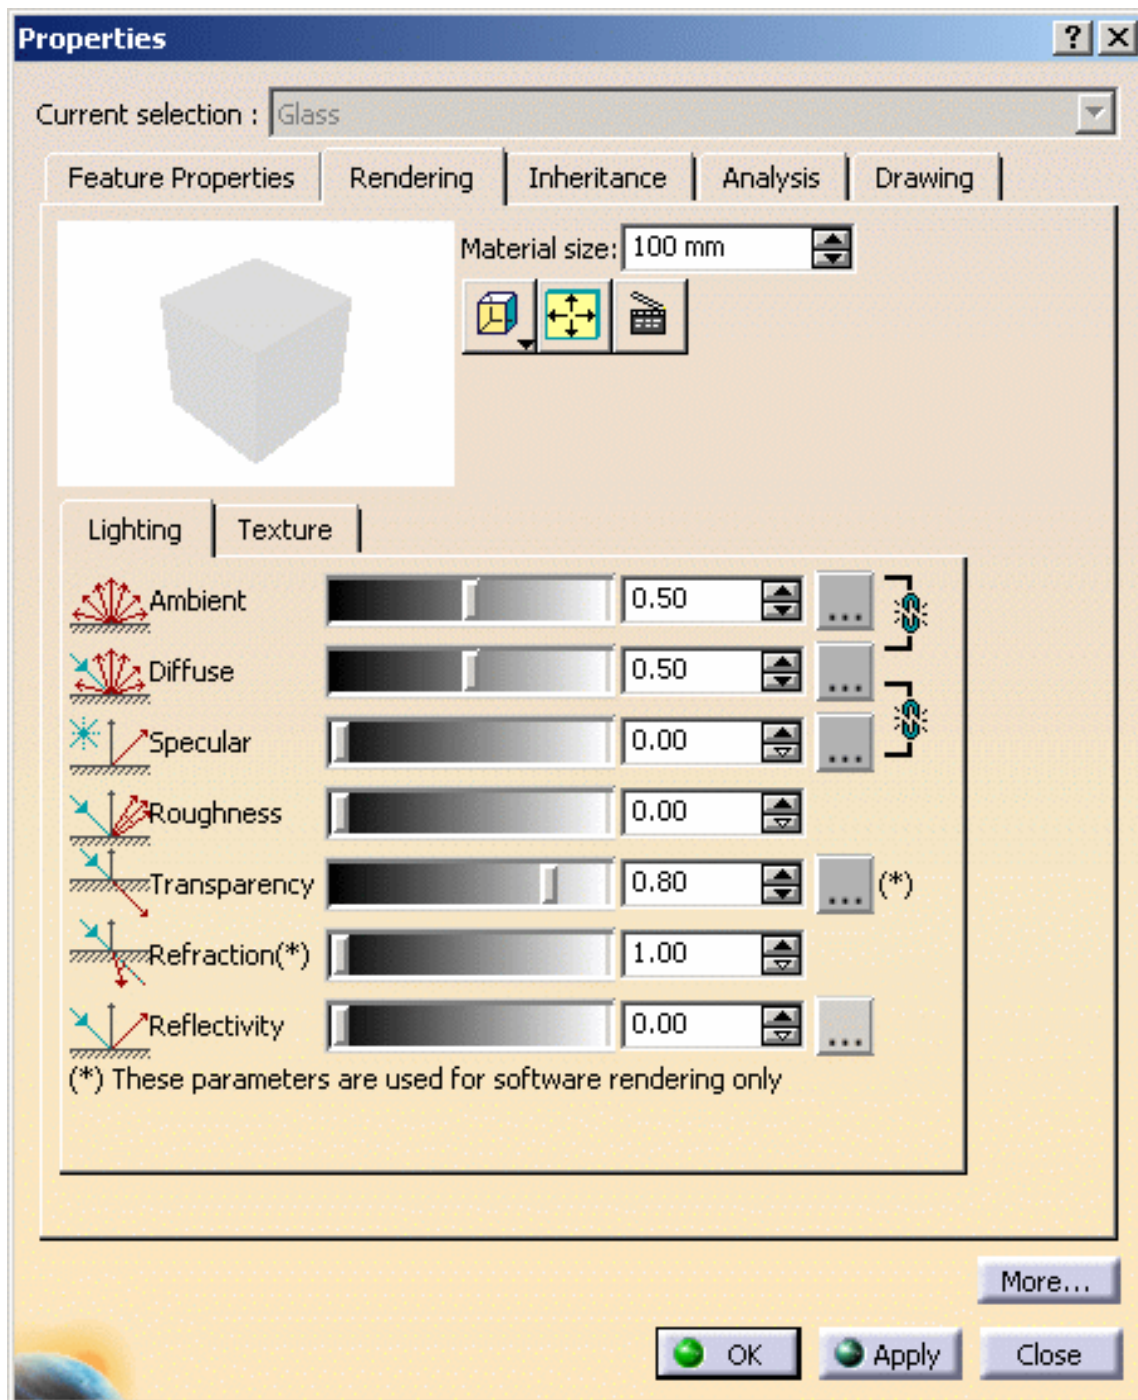 Properties
Current selection : Glass
Feature Properties Rendering Inheritance Analysis Drawing
Material size: 100 mm
Lighting Texture
Ambient 0.50 ...
Diffuse 0.50 ...
Specular 0.00 ...
Roughness 0.00
Transparency 0.80 ... (*)
Refraction(*) 1.00
Reflectivity 0.00 ...
(*) These parameters are used for software rendering only
More...
OK Apply Close